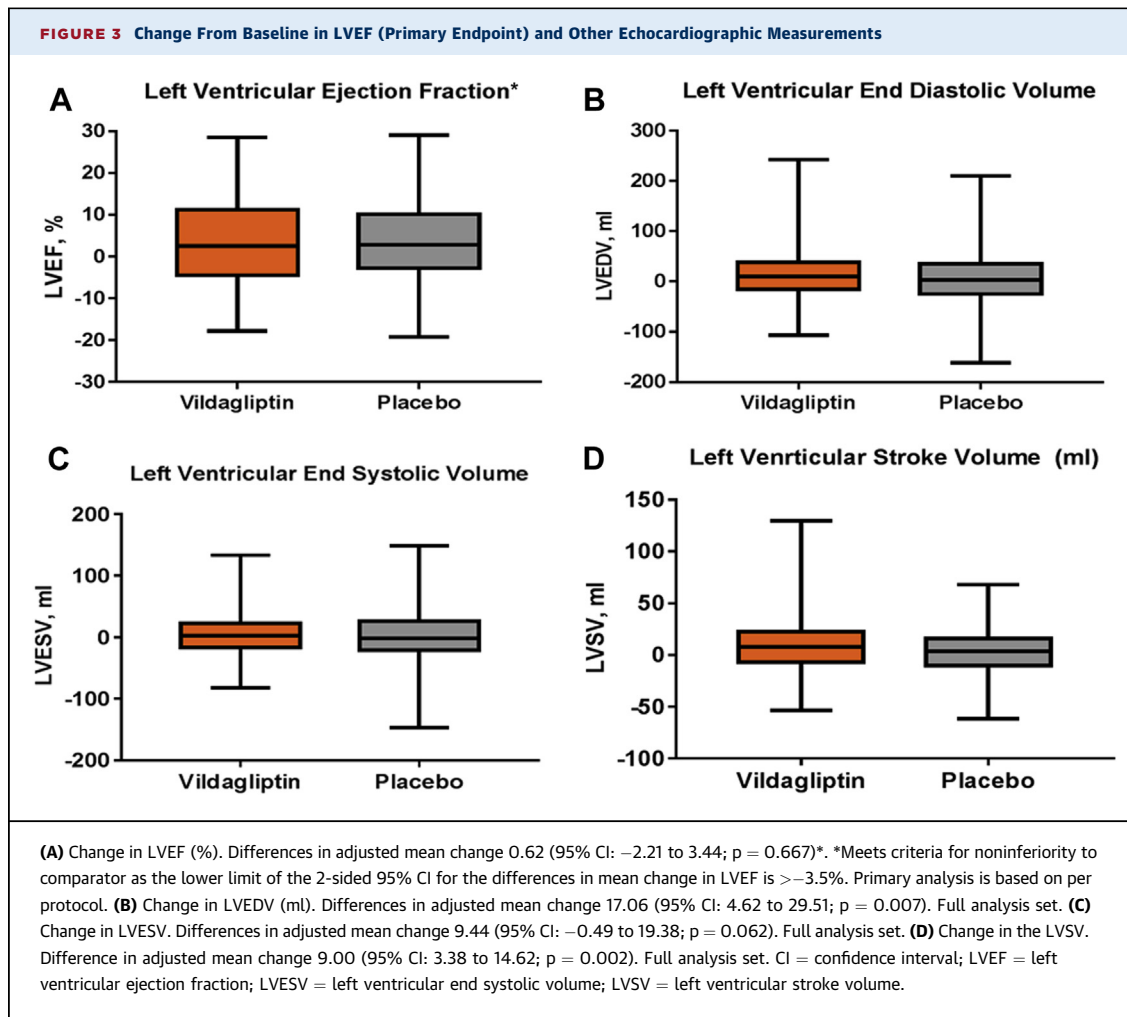 FIGURE 3 Change From Baseline in LVEF (Primary Endpoint) and Other Echocardiographic Measurements
A
Left Ventricular Ejection Fraction*
LVEF, %
30
20
10
0
-10
-20
-30
Vildagliptin
Placebo
B
Left Ventricular End Diastolic Volume
LVEDV, ml
300
200
100
0
-100
-200
Vildagliptin
Placebo
C
Left Ventricular End Systolic Volume
LVESV, ml
200
100
0
-100
-200
Vildagliptin
Placebo
D
Left Venrticular Stroke Volume (ml)
LVSV, ml
150
100
50
0
-50
-100
Vildagliptin
Placebo
(A) Change in LVEF (%). Differences in adjusted mean change 0.62 (95% CI: −2.21 to 3.44; p = 0.667)*. *Meets criteria for noninferiority to
comparator as the lower limit of the 2-sided 95% CI for the differences in mean change in LVEF is >−3.5%. Primary analysis is based on per
protocol. (B) Change in LVEDV (ml). Differences in adjusted mean change 17.06 (95% CI: 4.62 to 29.51; p = 0.007). Full analysis set. (C)
Change in LVESV. Differences in adjusted mean change 9.44 (95% CI: −0.49 to 19.38; p = 0.062). Full analysis set. (D) Change in the LVSV.
Difference in adjusted mean change 9.00 (95% CI: 3.38 to 14.62; p = 0.002). Full analysis set. CI = confidence interval; LVEF = left
ventricular ejection fraction; LVESV = left ventricular end systolic volume; LVSV = left ventricular stroke volume.